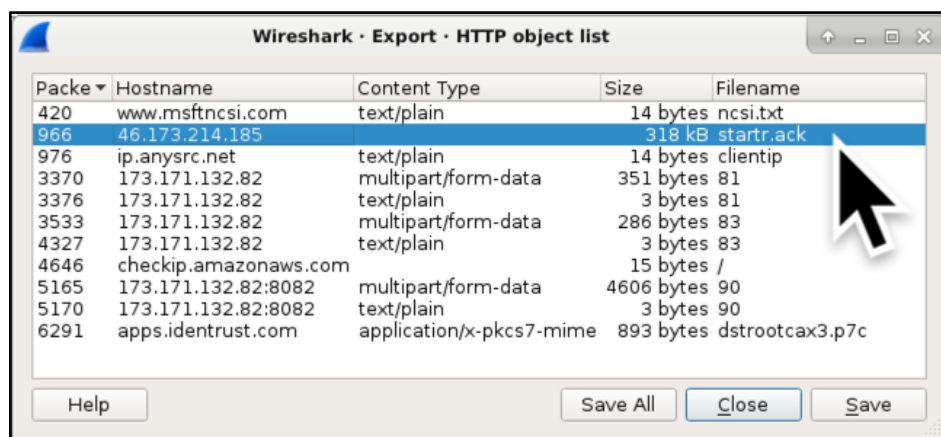 Wireshark · Export · HTTP object list
Packe Hostname Content Type Size Filename
420 www.msftncsi.com text/plain 14 bytes ncsi.txt
966 46.173.214.185 318 kB startr.ack
976 ip.anysrc.net text/plain 14 bytes clientip
3370 173.171.132.82 multipart/form-data 351 bytes 81
3376 173.171.132.82 text/plain 3 bytes 81
3533 173.171.132.82 multipart/form-data 286 bytes 83
4327 173.171.132.82 text/plain 3 bytes 83
4646 checkip.amazonaws.com 15 bytes /
5165 173.171.132.82:8082 multipart/form-data 4606 bytes 90
5170 173.171.132.82:8082 text/plain 3 bytes 90
6291 apps.identrust.com application/x-pkcs7-mime 893 bytes dstrootcax3.p7c
Help Save All Close Save